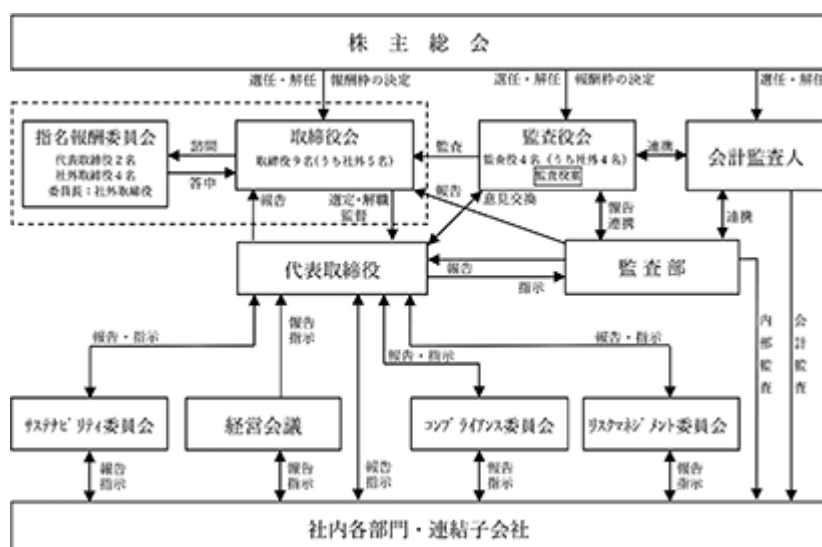 株主総会
選任・解任
報酬枠の決定
選任・解任
報酬枠の決定
選任・解任
指名報酬委員会
代表取締役2名
社外取締役4名
委員長：社外取締役
諮問
答申
取締役会
取締役9名(うち社外5名)
監査
監査役会
監査役4名（うち社外4名）
監査役室
連携
会計監査人
報告
選定・解職
監督
報告
意見交換
報告
連携
連携
代表取締役
報告
指示
監査部
報告・指示
報告
指示
報告・指示
報告・指示
内部監査
会計監査
ｻｽﾃﾅﾋﾞﾘﾃｨ委員会
経営会議
ｺﾝﾌﾟﾗｲｱﾝｽ委員会
ﾘｽｸﾏﾈｼﾞﾒﾝﾄ委員会
報告
指示
報告
指示
報告
指示
報告
指示
報告
指示
社内各部門・連結子会社